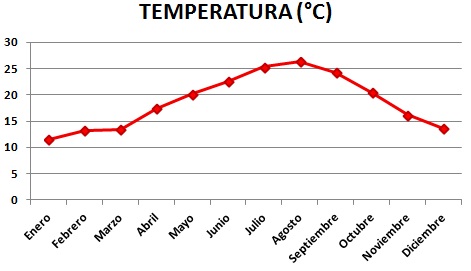 TEMPERATURA (°C)
30
25
20
15
10
5
0
Enero
Febrero
Marzo
Abril
Mayo
Junio
Julio
Agosto
Septiembre
Octubre
Noviembre
Diciembre